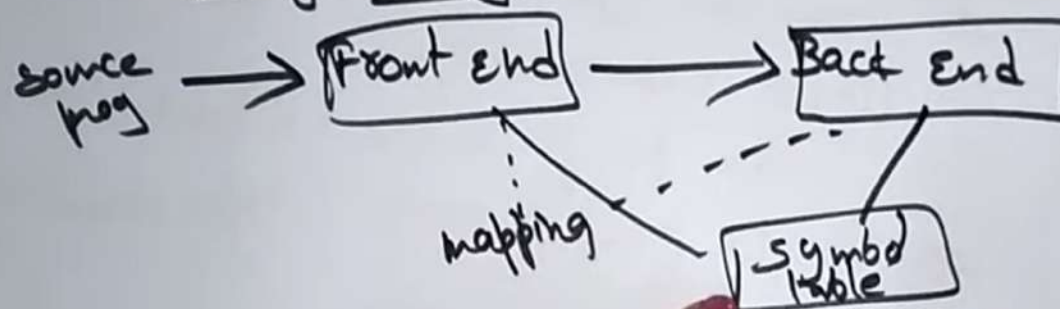 source
prog
Front End
Back End
mapping
symbol
table